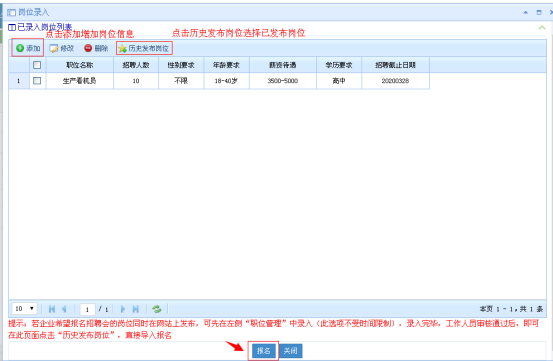 岗位录入
已录入岗位列表
点击添加增加岗位信息 点击历史发布岗位选择已发布岗位
添加 修改 删除 历史发布岗位
职位名称 招聘人数 性别要求 年龄要求 薪资待遇 学历要求 招聘截止日期
1 生产看机员 10 不限 18-40岁 3500-5000 高中 20200328
10 1 / 1 本页 1 - 1，共 1 条
提示：若企业希望报名招聘会的岗位同时在网站上发布，可先在左侧“职位管理”中录入（此选项不受时间限制），录入完毕，工作人员审核通过后，即可
在此页面点击“历史发布岗位”，直接导入报名
报名 关闭